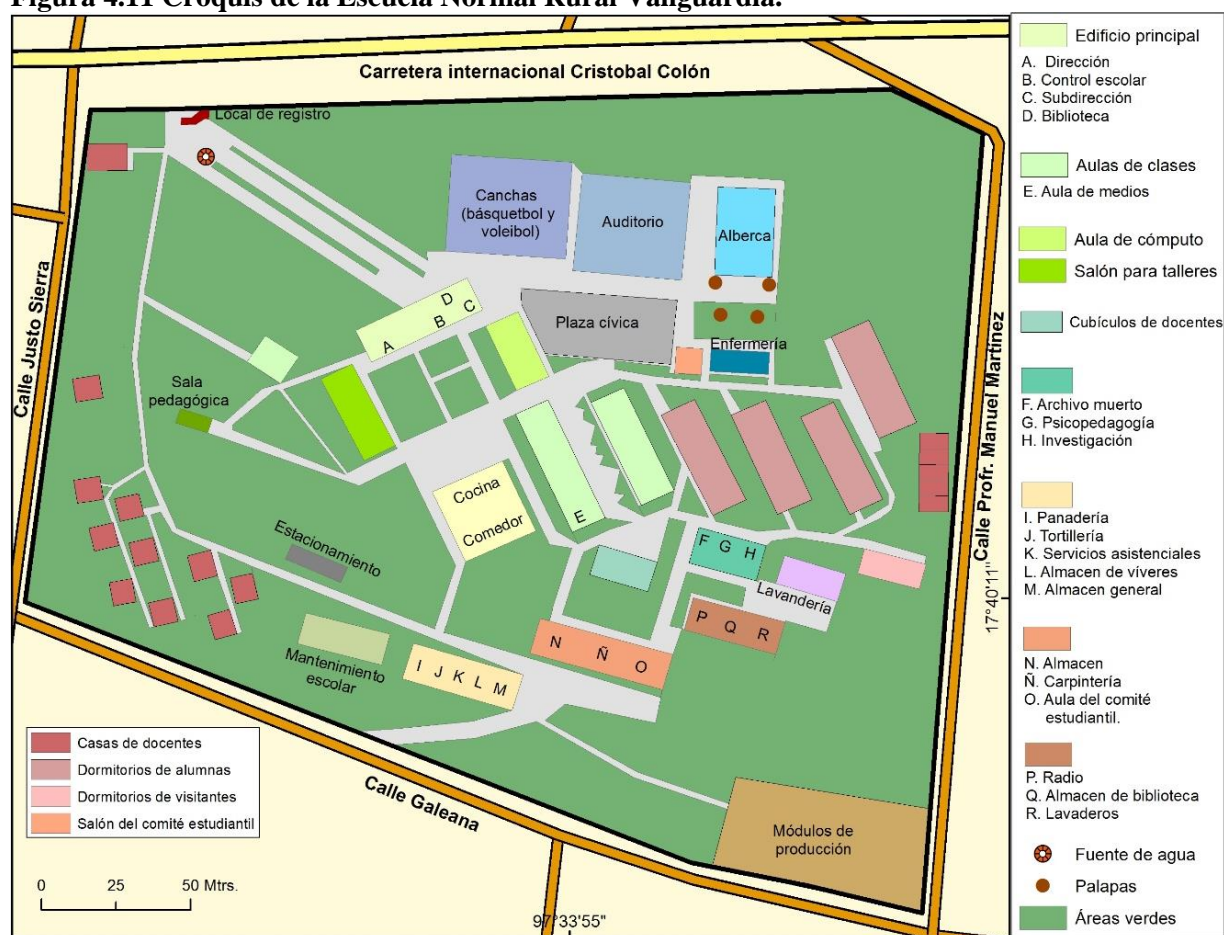 Figura 4.11 Croquis de la Escuela Normal Rural Vanguardia.
Carretera internacional Cristobal Colón
Local de registro
Canchas
(básquetbol y
voleibol)
Auditorio
Alberca
D
B C
A
Plaza cívica
Enfermería
Calle Justo Sierra
Calle Profr. Manuel Martinez
Sala
pedagógica
Cocina
Comedor
E
Estacionamiento
F G H
Lavandería
P Q R
N Ñ O
Mantenimiento
escolar
I J K L M
17°40'11"
Calle Galeana
Módulos de
producción
97°33'55"
Casas de docentes
Dormitorios de alumnas
Dormitorios de visitantes
Salón del comité estudiantil
0 25 50 Mtrs.
Edificio principal
A. Dirección
B. Control escolar
C. Subdirección
D. Biblioteca
Aulas de clases
E. Aula de medios
Aula de cómputo
Salón para talleres
Cubículos de docentes
F. Archivo muerto
G. Psicopedagogía
H. Investigación
I. Panadería
J. Tortillería
K. Servicios asistenciales
L. Almacen de víveres
M. Almacen general
N. Almacen
Ñ. Carpintería
O. Aula del comité
estudiantil.
P. Radio
Q. Almacen de biblioteca
R. Lavaderos
Fuente de agua
Palapas
Áreas verdes